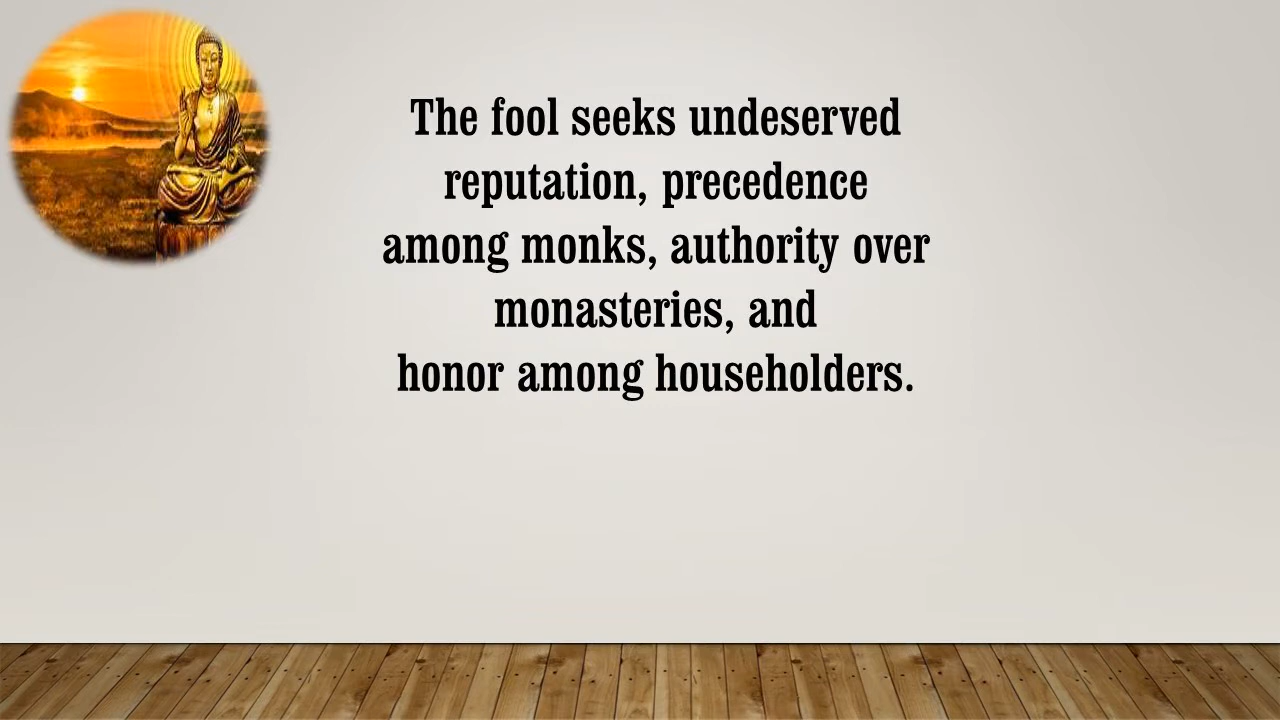 The fool seeks undeserved
reputation, precedence
among monks, authority over
monasteries, and
honor among householders.